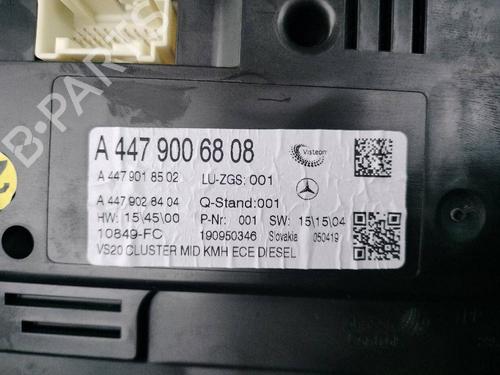 B-PARTS
A 447 900 68 08
Visteon
A 447 901 85 02 LU-ZGS: 001
A 447 902 84 04 Q-Stand:001
HW: 15|45|00 P-Nr: 001 SW: 15|15|04
10849-FC 190950346 Slovakia 050419
VS20 CLUSTER MID KMH ECE DIESEL